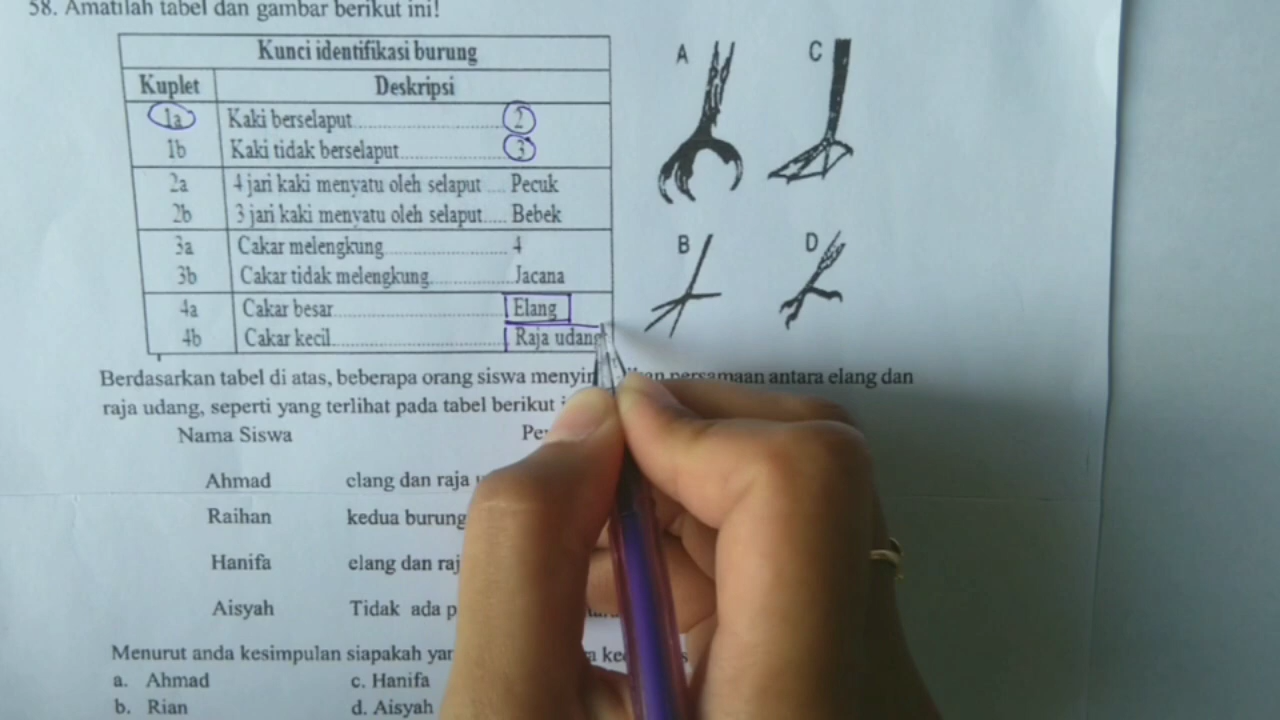 58. Amatilah tabel dan gambar berikut ini!
Kunci identifikasi burung
Kuplet Deskripsi
1a Kaki berselaput 2
1b Kaki tidak berselaput 3
2a 4 jari kaki menyatu oleh selaput Pecuk
2b 3 jari kaki menyatu oleh selaput Bebek
3a Cakar melengkung 4
3b Cakar tidak melengkung Jacana
4a Cakar besar Elang
4b Cakar kecil Raja udang
A C
B D
Berdasarkan tabel di atas, beberapa orang siswa persamaan antara elang dan
raja udang, seperti yang terlihat pada tabel berikut
Nama Siswa
Ahmad elang dan raja
Raihan kedua burung
Hanifa elang dan
Aisyah Tidak ada
Menurut anda kesimpulan siapakah
a. Ahmad c. Hanifa
b. Rian d. Aisyah